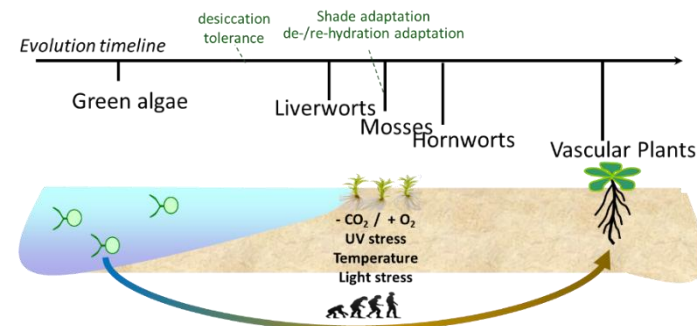 desiccation
tolerance
Shade adaptation
de-/re-hydration adaptation
Evolution timeline
Green algae
Liverworts
Mosses
Hornworts
Vascular Plants
- CO₂ / + O₂
UV stress
Temperature
Light stress